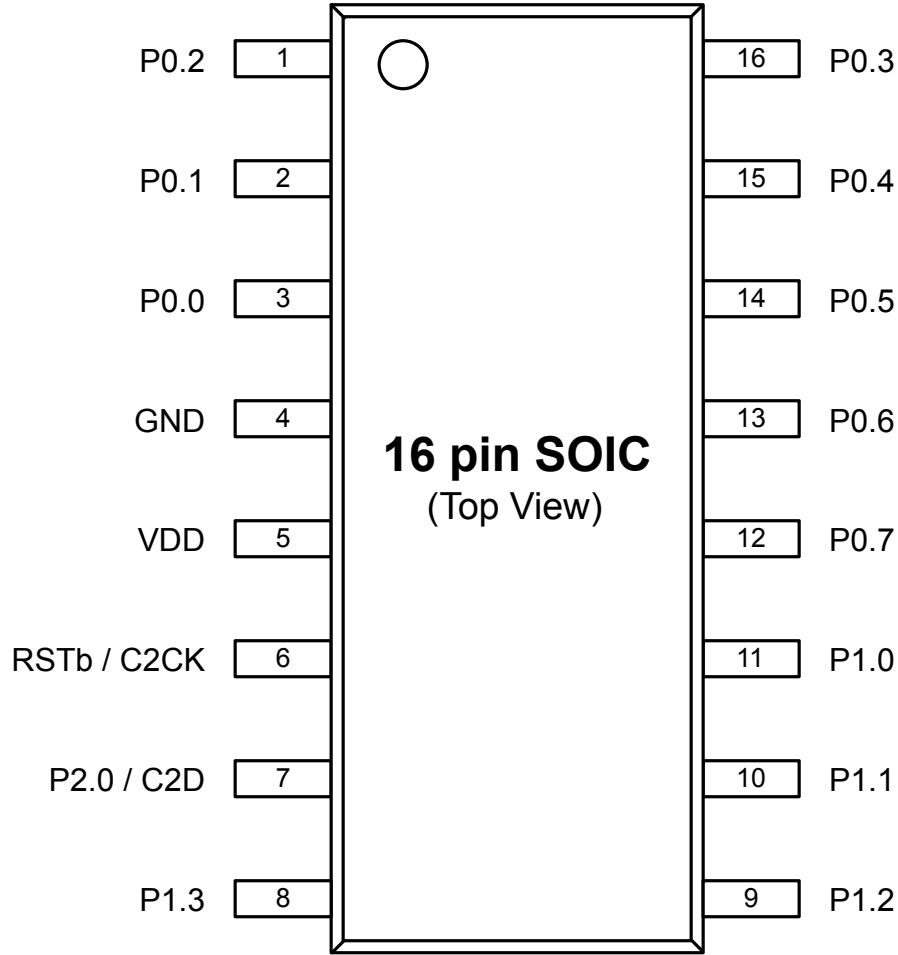 P0.2 1 16 P0.3
P0.1 2 15 P0.4
P0.0 3 14 P0.5
GND 4 13 P0.6
16 pin SOIC
(Top View)
VDD 5 12 P0.7
RSTb / C2CK 6 11 P1.0
P2.0 / C2D 7 10 P1.1
P1.3 8 9 P1.2